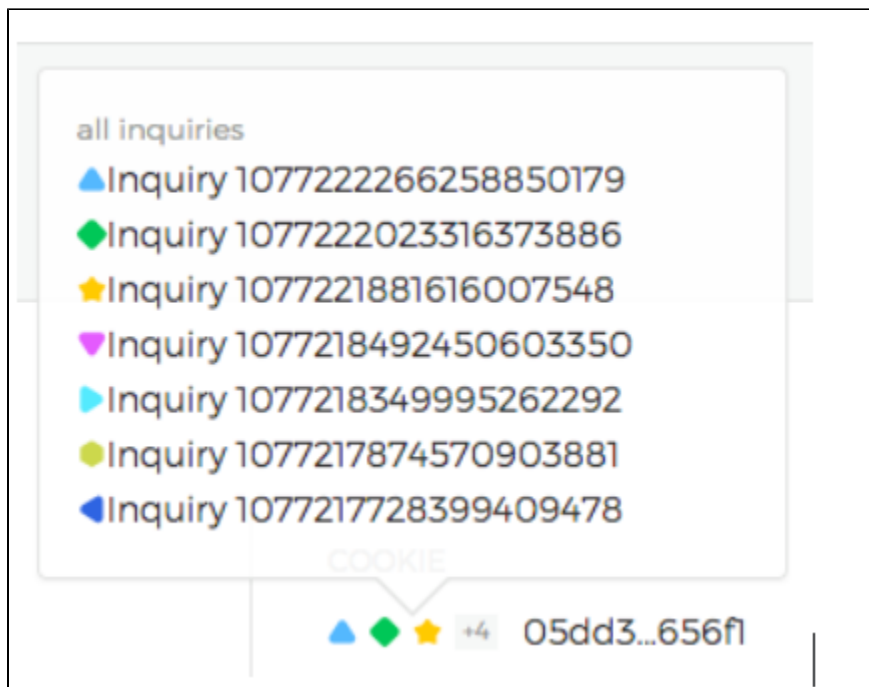 all inquiries
Inquiry 1077222266258850179
Inquiry 1077222023316373886
Inquiry 1077221881616007548
Inquiry 1077218492450603350
Inquiry 1077218349995262292
Inquiry 1077217874570903881
Inquiry 1077217728399409478
COOKIE
+4 05dd3...656f1